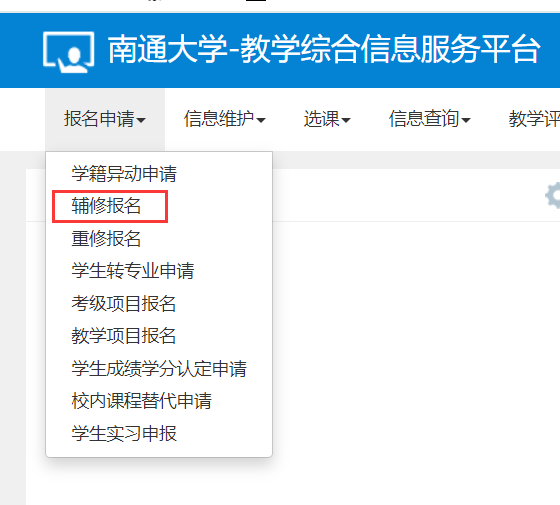 南通大学-教学综合信息服务平台
报名申请 信息维护 选课 信息查询 教学评
学籍异动申请
辅修报名
重修报名
学生转专业申请
考级项目报名
教学项目报名
学生成绩学分认定申请
校内课程替代申请
学生实习申报